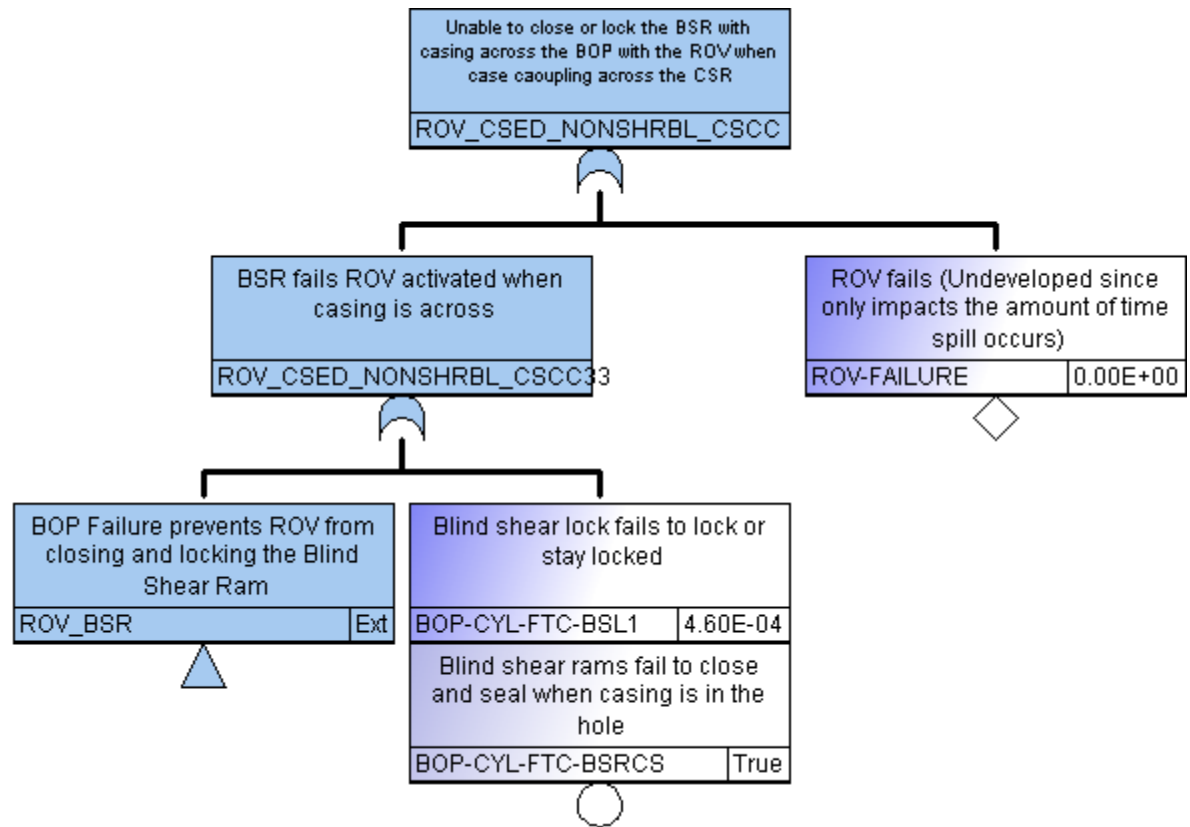 Unable to close or lock the BSR with
casing across the BOP with the ROV when
case caoupling across the CSR
ROV_CSED_NONSHRBL_CSCC
BSR fails ROV activated when
casing is across
ROV_CSED_NONSHRBL_CSCC33
ROV fails (Undeveloped since
only impacts the amount of time
spill occurs)
ROV-FAILURE 0.00E+00
BOP Failure prevents ROV from
closing and locking the Blind
Shear Ram
ROV_BSR Ext
Blind shear lock fails to lock or
stay locked
BOP-CYL-FTC-BSL1 4.60E-04
Blind shear rams fail to close
and seal when casing is in the
hole
BOP-CYL-FTC-BSRCS True